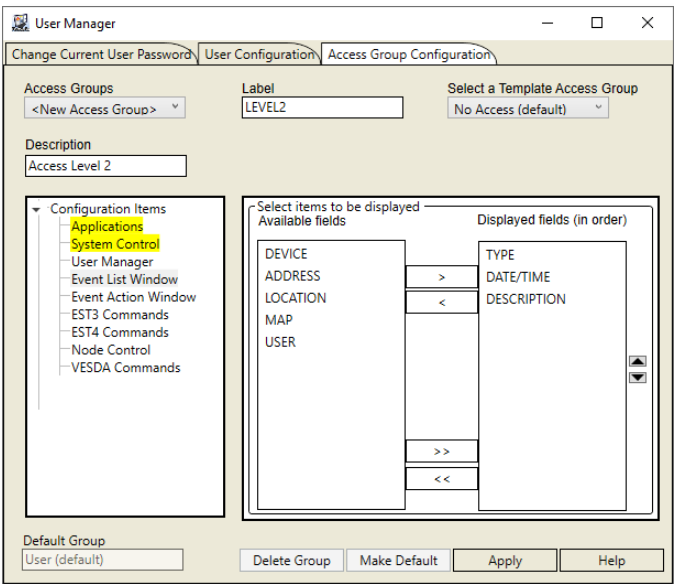 User Manager
Change Current User Password User Configuration Access Group Configuration
Access Groups Label Select a Template Access Group
<New Access Group> LEVEL2 No Access (default)
Description
Access Level 2
Configuration Items
Applications
System Control
User Manager
Event List Window
Event Action Window
EST3 Commands
EST4 Commands
Node Control
VESDA Commands
Select items to be displayed
Available fields Displayed fields (in order)
DEVICE
ADDRESS
LOCATION
MAP
USER
>
<
>>
<<
TYPE
DATE/TIME
DESCRIPTION
Default Group
User (default)
Delete Group Make Default Apply Help